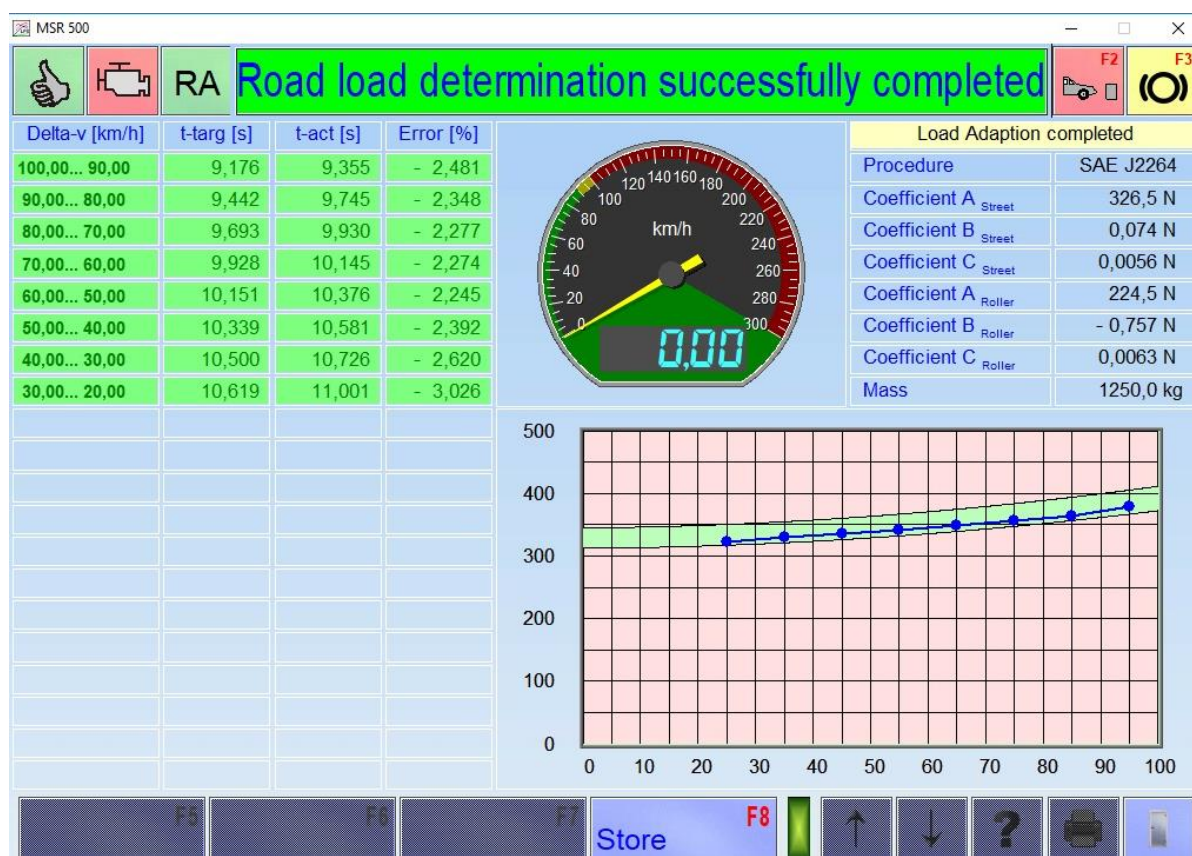 MSR 500
RA Road load determination successfully completed F2 F3
Delta-v [km/h] t-targ [s] t-act [s] Error [%]
100,00... 90,00 9,176 9,355 - 2,481
90,00... 80,00 9,442 9,745 - 2,348
80,00... 70,00 9,693 9,930 - 2,277
70,00... 60,00 9,928 10,145 - 2,274
60,00... 50,00 10,151 10,376 - 2,245
50,00... 40,00 10,339 10,581 - 2,392
40,00... 30,00 10,500 10,726 - 2,620
30,00... 20,00 10,619 11,001 - 3,026
0 20 40 60 80 100 120 140 160 180 200 220 240 260 280 300
km/h
0,00
Load Adaption completed
Procedure SAE J2264
Coefficient A Street 326,5 N
Coefficient B Street 0,074 N
Coefficient C Street 0,0056 N
Coefficient A Roller 224,5 N
Coefficient B Roller - 0,757 N
Coefficient C Roller 0,0063 N
Mass 1250,0 kg
500
400
300
200
100
0
0 10 20 30 40 50 60 70 80 90 100
F5 F6 F7 Store F8 ?